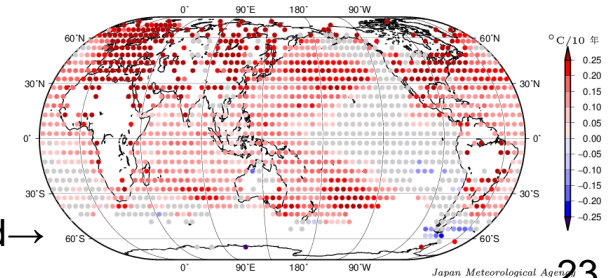 0° 90°E 180° 90°W
°C/10 年
60°N 60°N
30°N 30°N
0° 0°
30°S 30°S
60°S 60°S
0.25
0.20
0.15
0.10
0.05
0.00
−0.05
−0.10
−0.15
−0.20
−0.25
d→
0° 90°E 180° 90°W
Japan Meteorological Agency
23